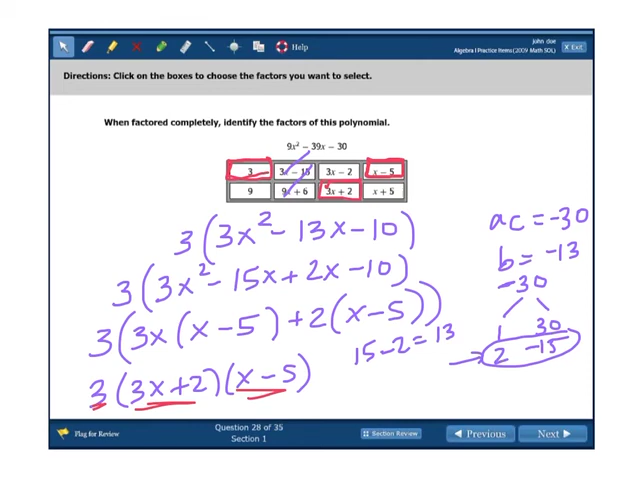 john doe
Algebra I Practice Items (2009 Math SOL)
X Exit
Help
Directions: Click on the boxes to choose the factors you want to select.
When factored completely, identify the factors of this polynomial.
9x² − 39x − 30
3 3x − 15 3x − 2 x − 5
9 9x + 6 3x + 2 x + 5
3(3x² − 13x − 10)
3(3x² − 15x + 2x − 10)
3(3x(x − 5) + 2(x − 5))
3(3x + 2)(x − 5)
ac = −30
b = −13
−30
1 30
2 −15
15 − 2 = 13
Flag for Review
Question 28 of 35
Section 1
Section Review
Previous
Next